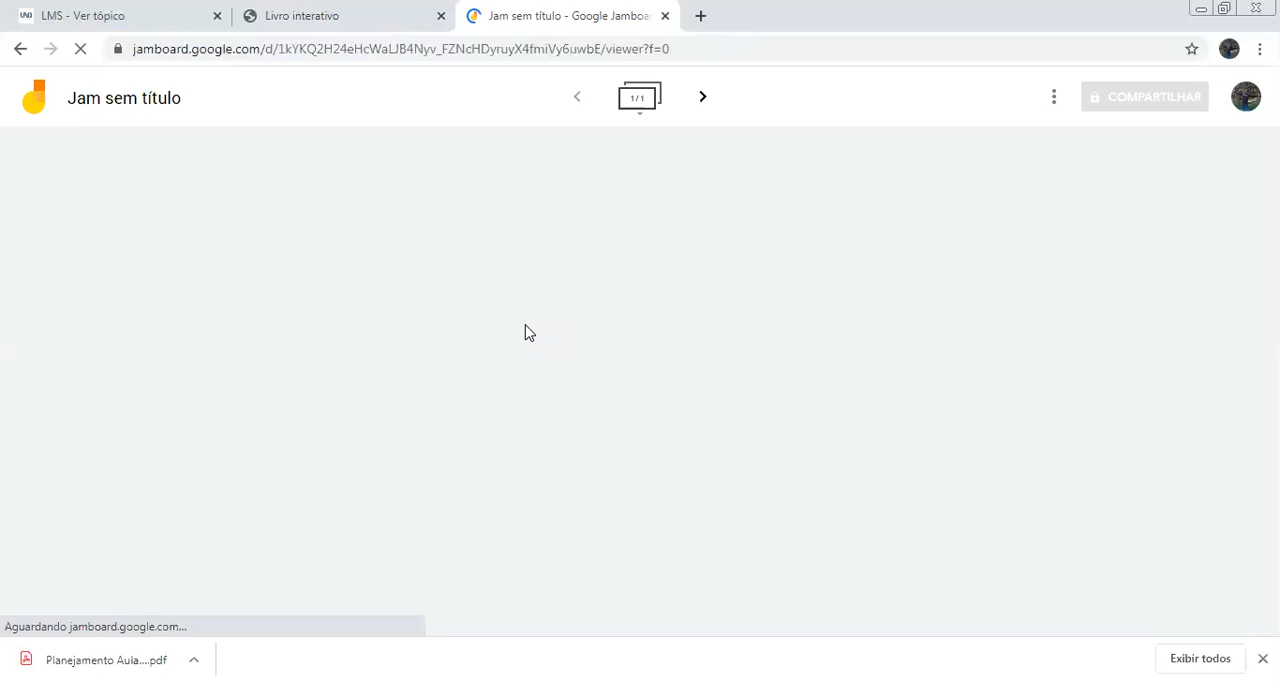 LMS - Ver tópico
Livro interativo
Jam sem título - Google Jamboar
jamboard.google.com/d/1kYKQ2H24eHcWaLJB4Nyv_FZNcHDyruyX4fmiVy6uwbE/viewer?f=0
Jam sem título
1/1
COMPARTILHAR
Aguardando jamboard.google.com...
Planejamento Aula....pdf
Exibir todos